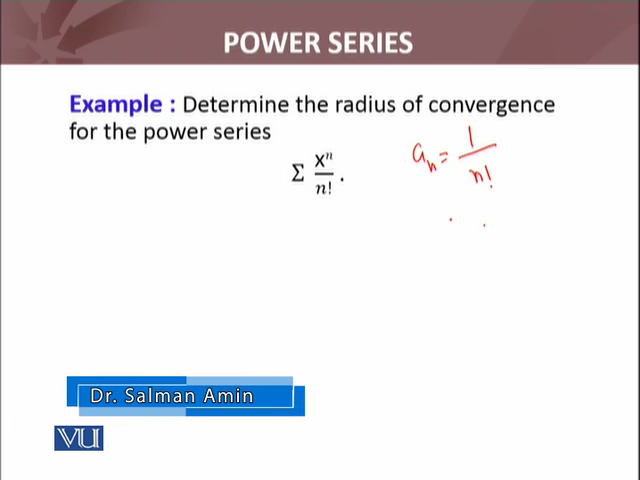 POWER SERIES
Example : Determine the radius of convergence
for the power series
Σ xⁿ/n! .
aₙ = 1/n!
Dr. Salman Amin
VU